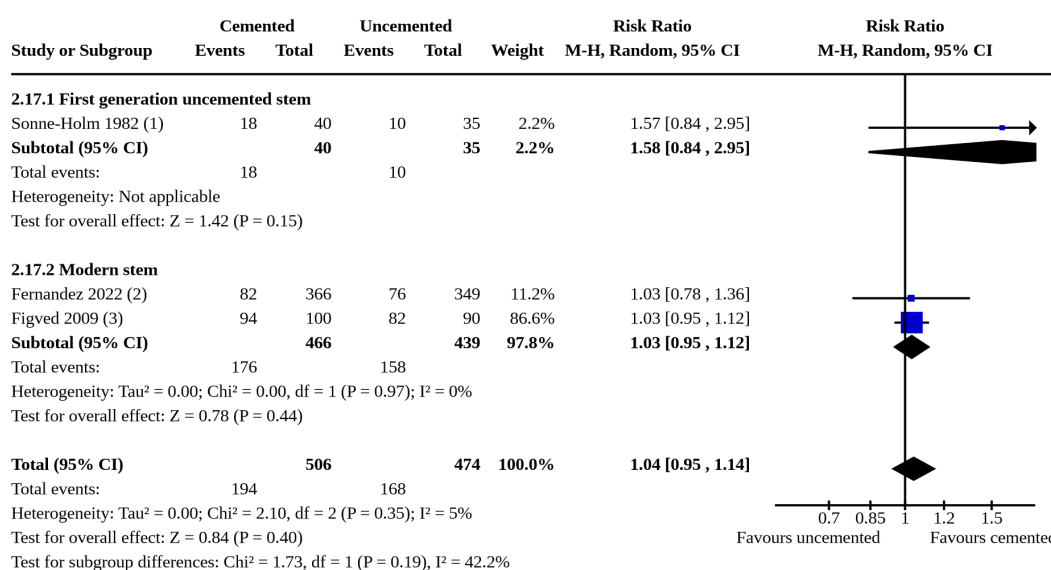 Cemented Uncemented Risk Ratio Risk Ratio
Study or Subgroup Events Total Events Total Weight M-H, Random, 95% CI M-H, Random, 95% CI
2.17.1 First generation uncemented stem
Sonne-Holm 1982 (1) 18 40 10 35 2.2% 1.57 [0.84 , 2.95]
Subtotal (95% CI) 40 35 2.2% 1.58 [0.84 , 2.95]
Total events: 18 10
Heterogeneity: Not applicable
Test for overall effect: Z = 1.42 (P = 0.15)
2.17.2 Modern stem
Fernandez 2022 (2) 82 366 76 349 11.2% 1.03 [0.78 , 1.36]
Figved 2009 (3) 94 100 82 90 86.6% 1.03 [0.95 , 1.12]
Subtotal (95% CI) 466 439 97.8% 1.03 [0.95 , 1.12]
Total events: 176 158
Heterogeneity: Tau² = 0.00; Chi² = 0.00, df = 1 (P = 0.97); I² = 0%
Test for overall effect: Z = 0.78 (P = 0.44)
Total (95% CI) 506 474 100.0% 1.04 [0.95 , 1.14]
Total events: 194 168
Heterogeneity: Tau² = 0.00; Chi² = 2.10, df = 2 (P = 0.35); I² = 5%
0.7 0.85 1 1.2 1.5
Test for overall effect: Z = 0.84 (P = 0.40) Favours uncemented Favours cemented
Test for subgroup differences: Chi² = 1.73, df = 1 (P = 0.19), I² = 42.2%